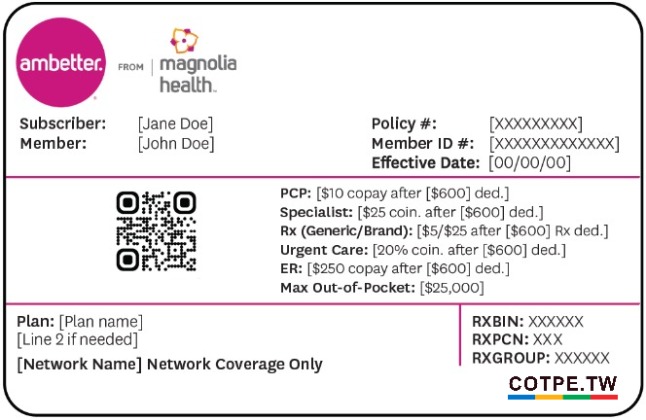 ambetter.
FROM
magnolia
health
Subscriber: [Jane Doe]
Member: [John Doe]
Policy #: [XXXXXXXXX]
Member ID #: [XXXXXXXXXXXXX]
Effective Date: [00/00/00]
PCP: [$10 copay after [$600] ded.]
Specialist: [$25 coin. after [$600] ded.]
Rx (Generic/Brand): [$5/$25 after [$600] Rx ded.]
Urgent Care: [20% coin. after [$600] ded.]
ER: [$250 copay after [$600] ded.]
Max Out-of-Pocket: [$25,000]
Plan: [Plan name]
[Line 2 if needed]
[Network Name] Network Coverage Only
RXBIN: XXXXXX
RXPCN: XXX
RXGROUP: XXXXXX
COTPE.TW